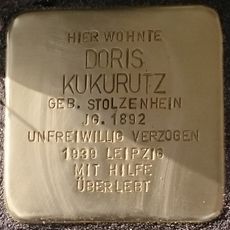 HIER WOHNTE
DORIS
KUKURUTZ
GEB. STOLZENHEIN
JG. 1892
UNFREIWILLIG VERZOGEN
1939 LEIPZIG
MIT HILFE
ÜBERLEBT